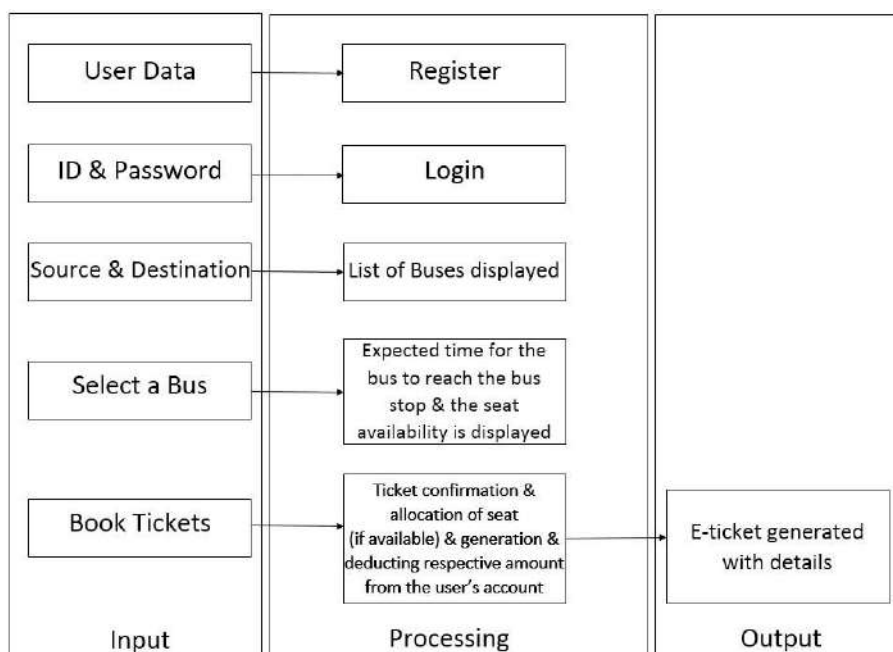 User Data
Register
ID & Password
Login
Source & Destination
List of Buses displayed
Select a Bus
Expected time for the
bus to reach the bus
stop & the seat
availability is displayed
Book Tickets
Ticket confirmation &
allocation of seat
(if available) & generation &
deducting respective amount
from the user's account
E-ticket generated
with details
Input
Processing
Output